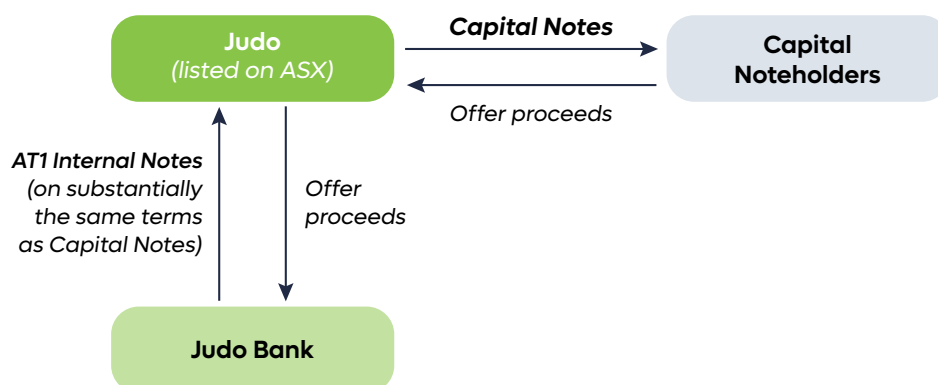 Judo
(listed on ASX)
Capital Notes
Capital
Noteholders
Offer proceeds
AT1 Internal Notes
(on substantially
the same terms
as Capital Notes)
Offer
proceeds
Judo Bank